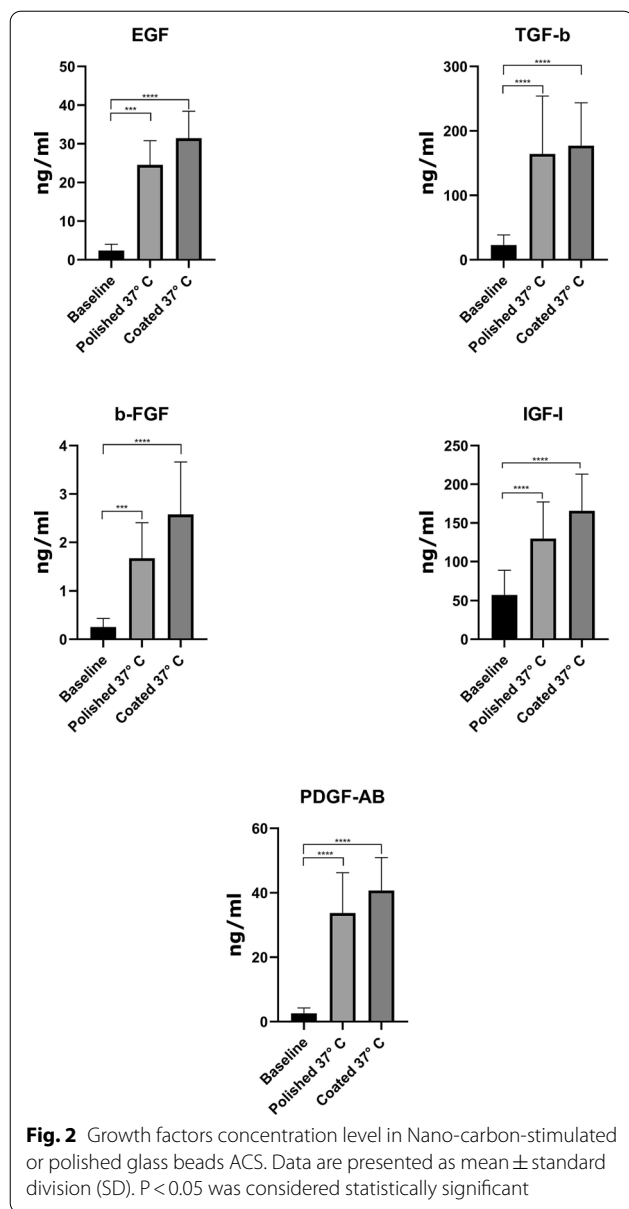 EGF
50
40
30
20
10
0
ng/ml
****
***
Baseline
Polished 37° C
Coated 37° C
TGF-b
300
200
100
0
ng/ml
****
****
Baseline
Polished 37° C
Coated 37° C
b-FGF
4
3
2
1
0
ng/ml
****
***
Baseline
Polished 37° C
Coated 37° C
IGF-I
250
200
150
100
50
0
ng/ml
****
****
Baseline
Polished 37° C
Coated 37° C
PDGF-AB
60
40
20
0
ng/ml
****
****
Baseline
Polished 37° C
Coated 37° C
Fig. 2 Growth factors concentration level in Nano-carbon-stimulated
or polished glass beads ACS. Data are presented as mean ± standard
division (SD). P < 0.05 was considered statistically significant